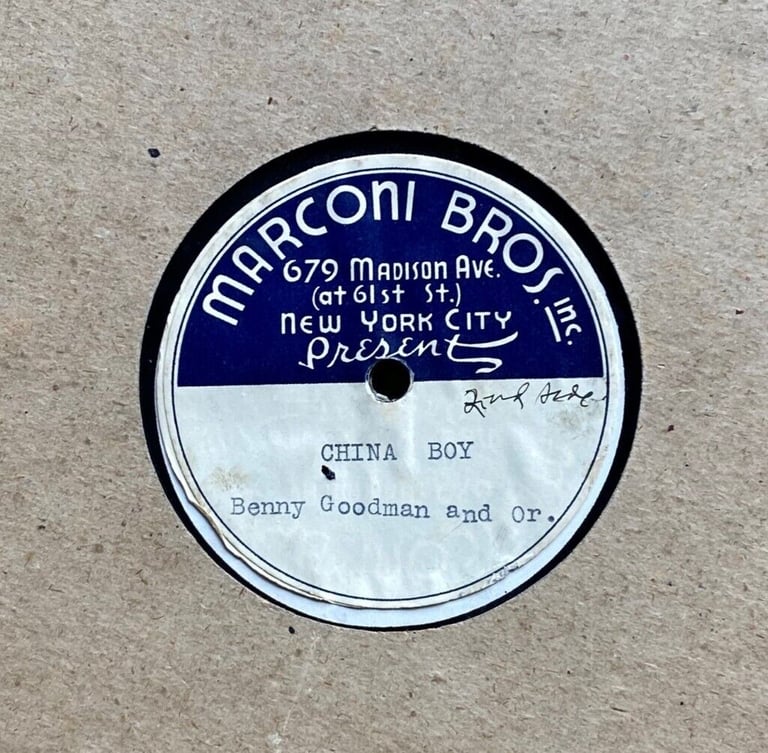 MARCONI BROS. INC.
679 MADISON AVE.
(at 61st St.)
NEW YORK CITY
Present
2nd side
CHINA BOY
Benny Goodman and Or.